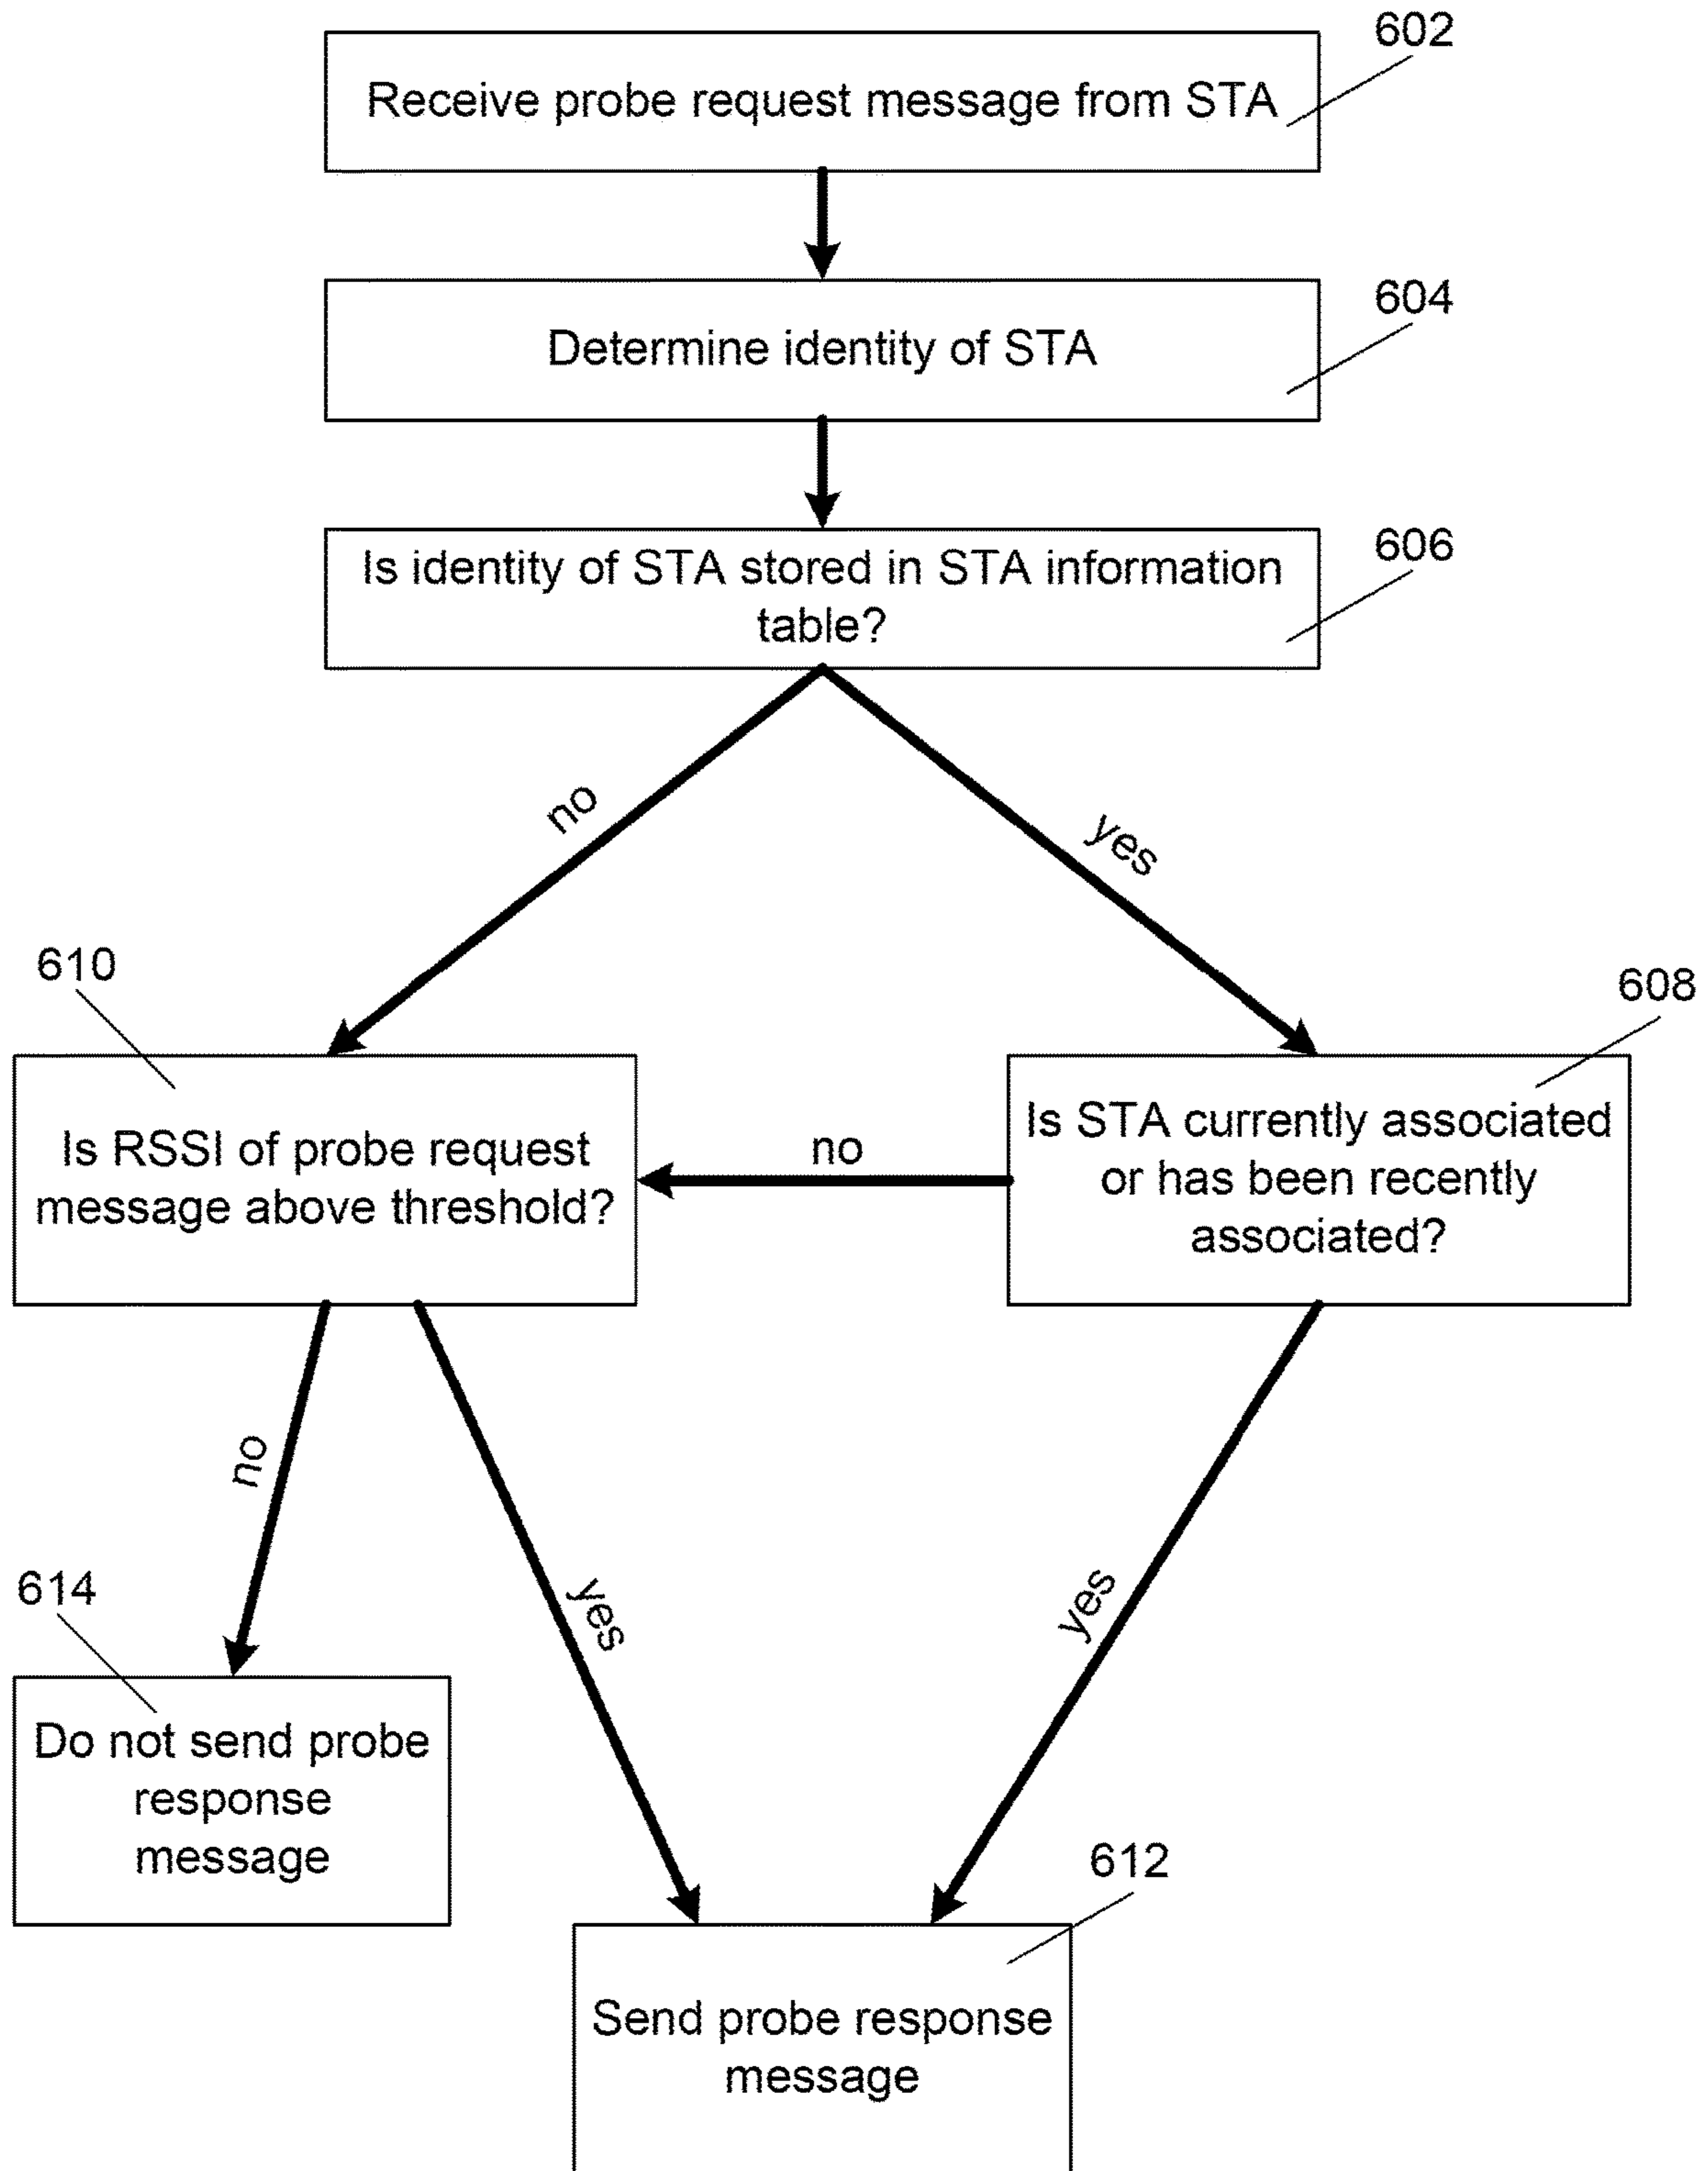 602
Receive probe request message from STA
604
Determine identity of STA
606
Is identity of STA stored in STA information
table?
no
yes
610
608
Is RSSI of probe request
message above threshold?
no
Is STA currently associated
or has been recently
associated?
no
yes
yes
614
Do not send probe
response
message
612
Send probe response
message